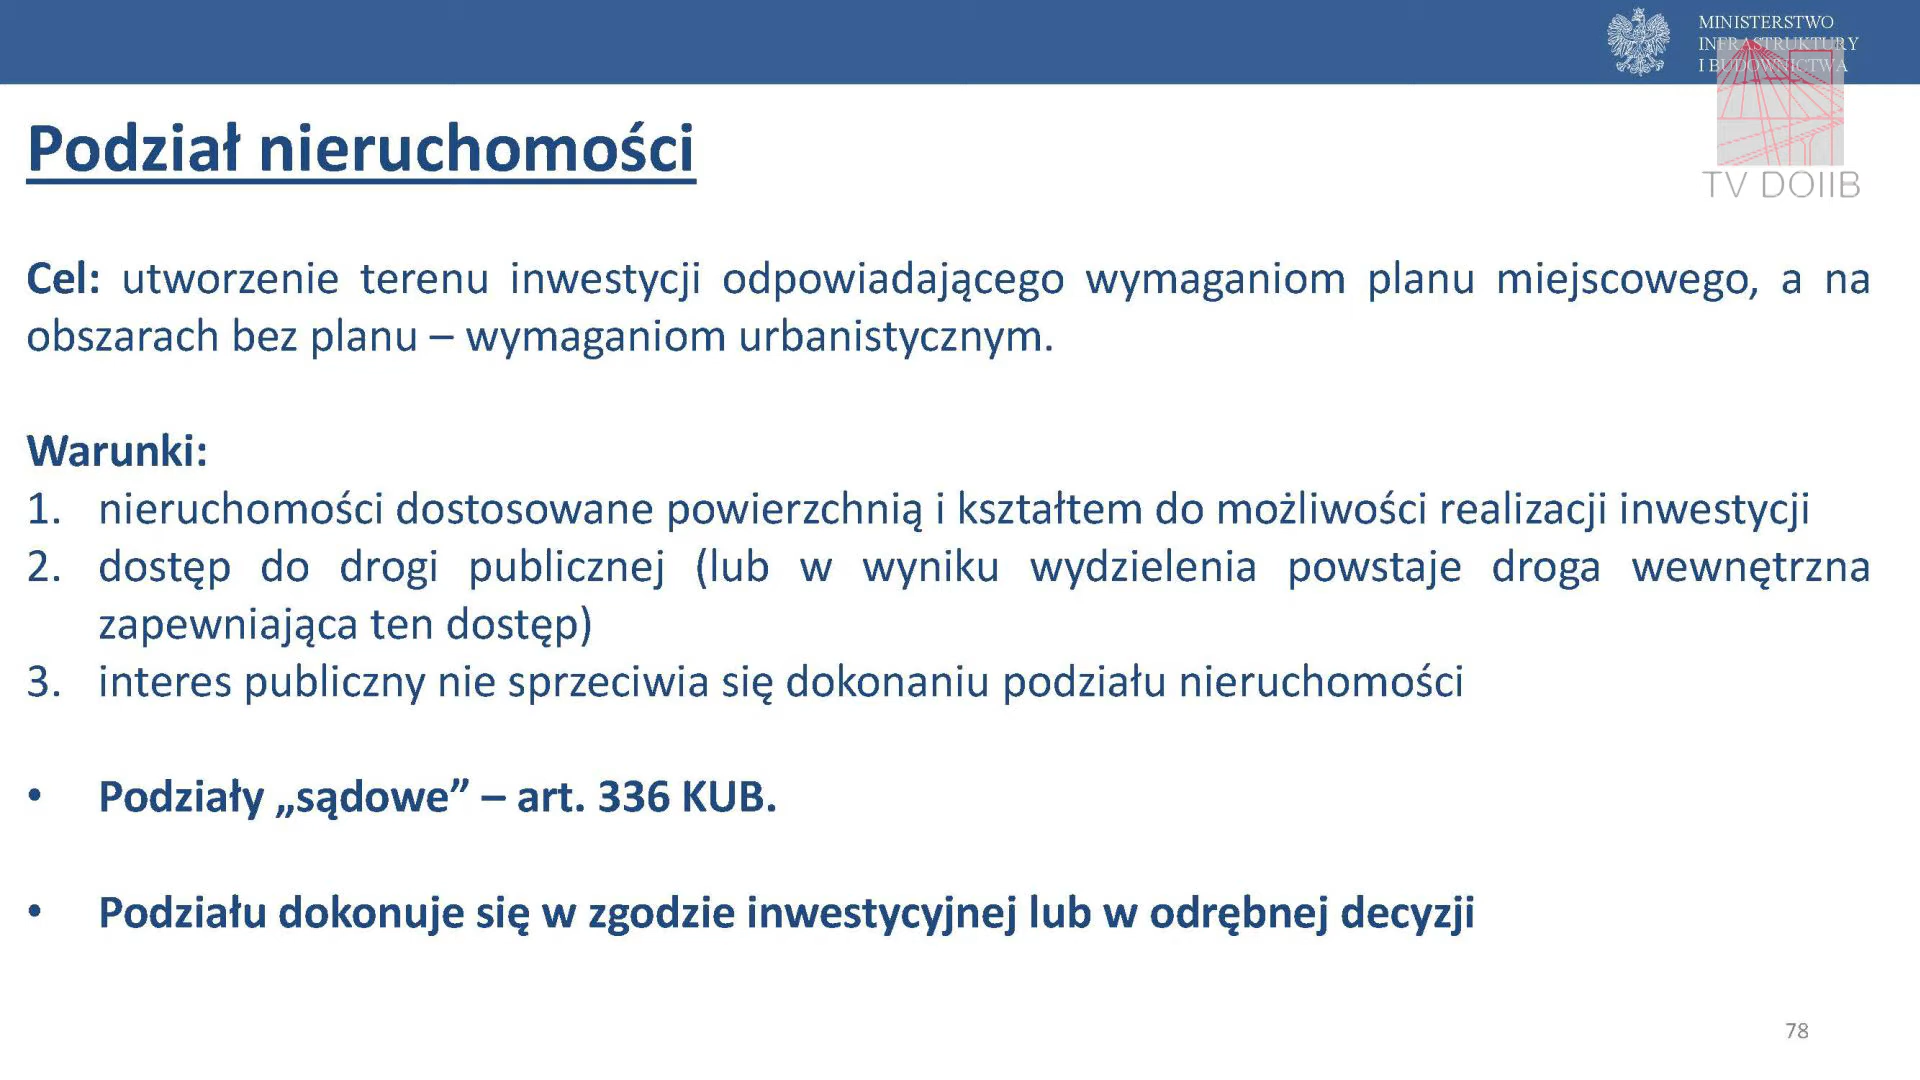 MINISTERSTWO
INFRASTRUKTURY
I BUDOWNICTWA
TV DOIIB
Podział nieruchomości
Cel: utworzenie terenu inwestycji odpowiadającego wymaganiom planu miejscowego, a na
obszarach bez planu – wymaganiom urbanistycznym.
Warunki:
1. nieruchomości dostosowane powierzchnią i kształtem do możliwości realizacji inwestycji
2. dostęp do drogi publicznej (lub w wyniku wydzielenia powstaje droga wewnętrzna
zapewniająca ten dostęp)
3. interes publiczny nie sprzeciwia się dokonaniu podziału nieruchomości
• Podziały „sądowe” – art. 336 KUB.
• Podziału dokonuje się w zgodzie inwestycyjnej lub w odrębnej decyzji
78